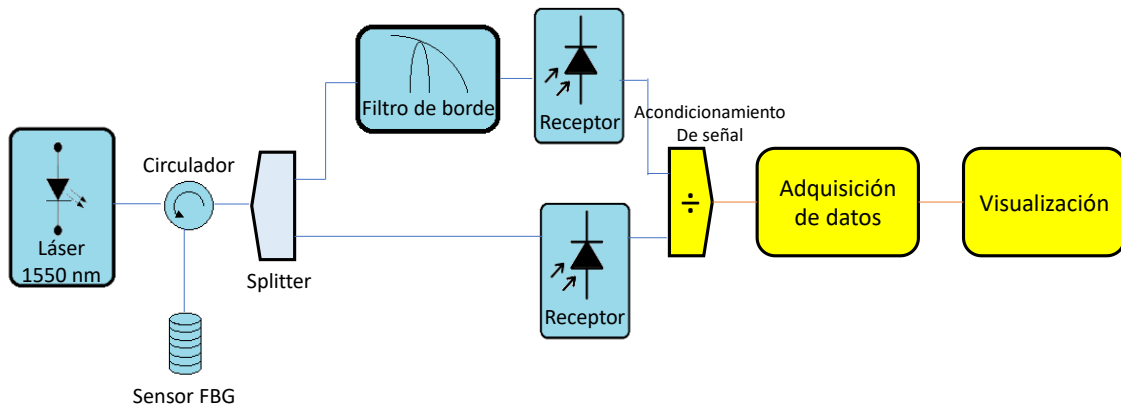 Láser
1550 nm
Circulador
Sensor FBG
Splitter
Filtro de borde
Receptor
Receptor
Acondicionamiento
De señal
÷
Adquisición
de datos
Visualización